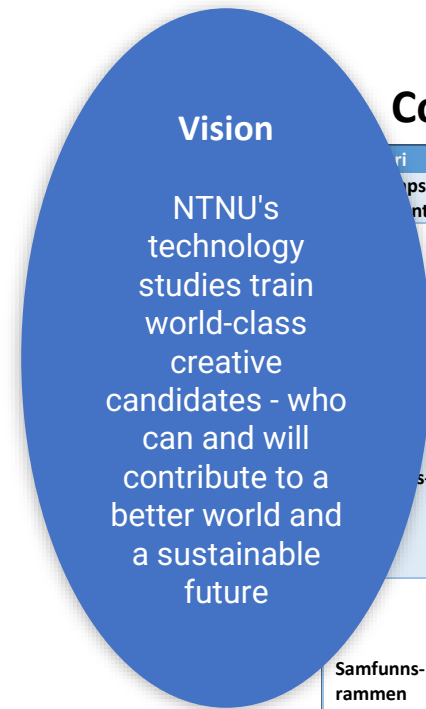 Vision
NTNU's
technology
studies train
world-class
creative
candidates - who
can and will
contribute to a
better world and
a sustainable
future
Samfunns-
rammen